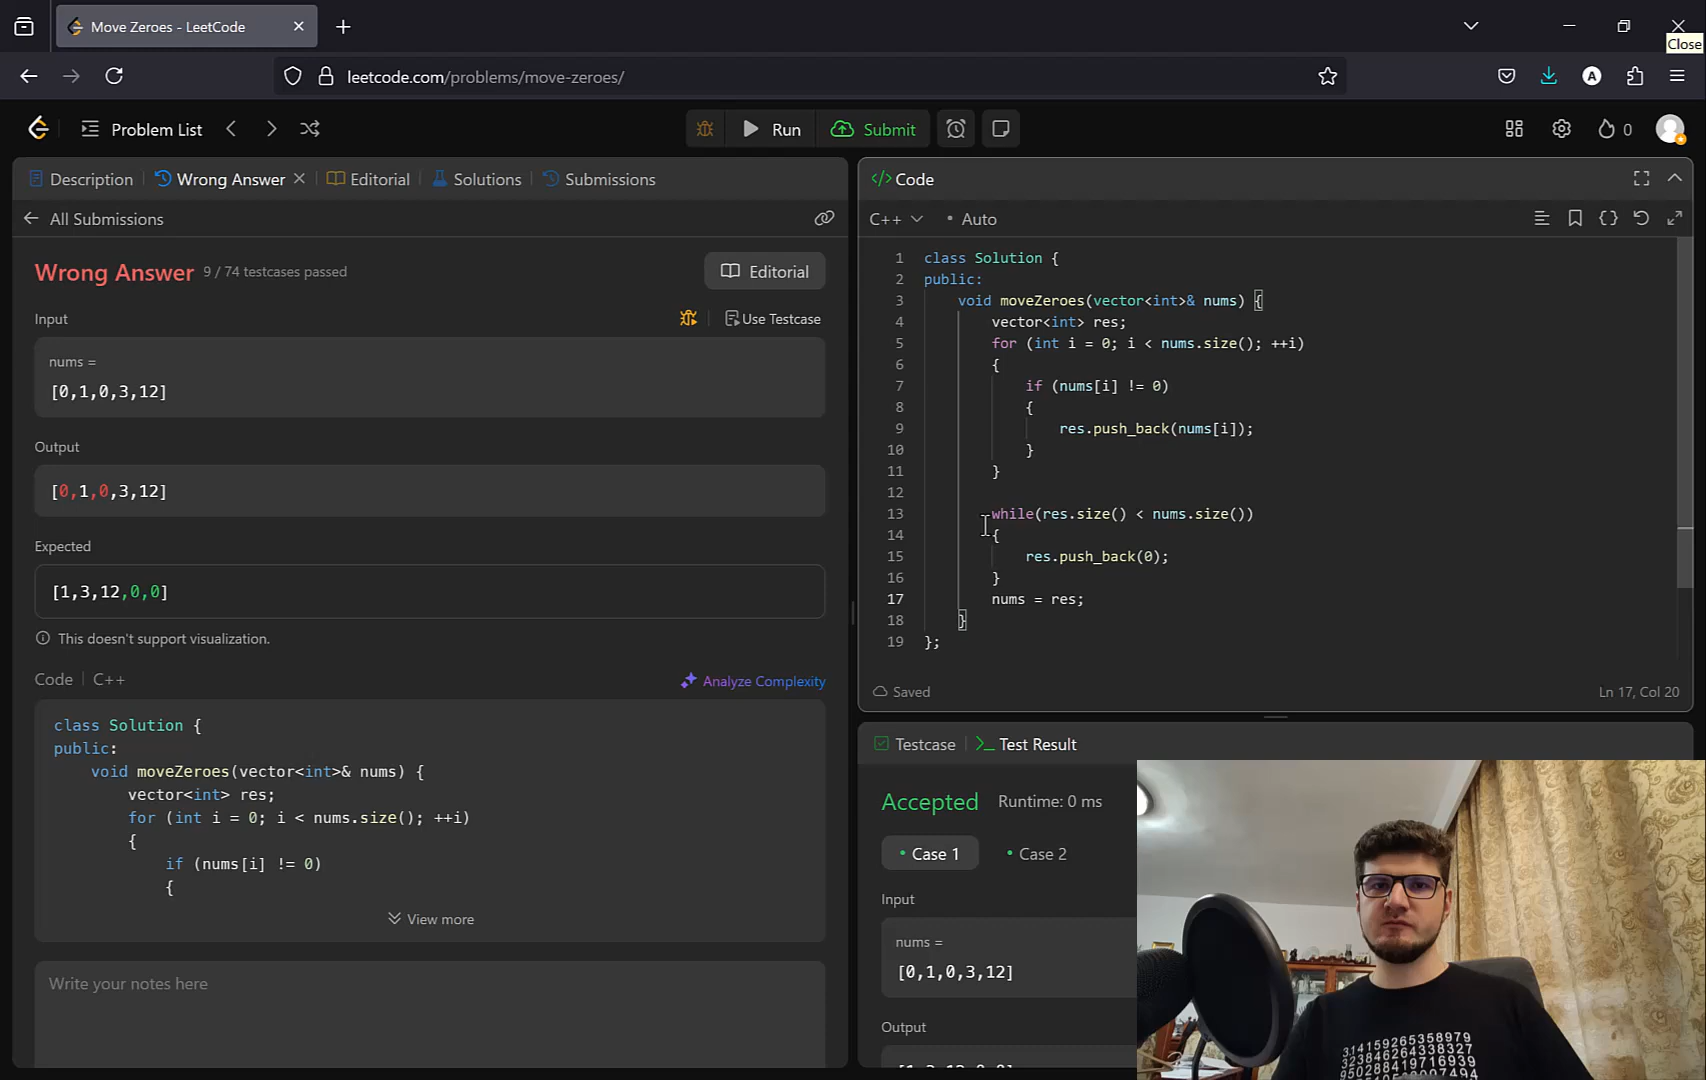 Move Zeroes - LeetCode
Close
leetcode.com/problems/move-zeroes/
A
Problem List
Run
Submit
0
Description
Wrong Answer
Editorial
Solutions
Submissions
All Submissions
Wrong Answer 9 / 74 testcases passed
Editorial
Input
Use Testcase
nums =
[0,1,0,3,12]
Output
[0,1,0,3,12]
Expected
[1,3,12,0,0]
This doesn't support visualization.
Code | C++
Analyze Complexity
class Solution {
public:
void moveZeroes(vector<int>& nums) {
vector<int> res;
for (int i = 0; i < nums.size(); ++i)
{
if (nums[i] != 0)
{
View more
Write your notes here
</> Code
C++ • Auto
1 class Solution {
2 public:
3 void moveZeroes(vector<int>& nums) {
4 vector<int> res;
5 for (int i = 0; i < nums.size(); ++i)
6 {
7 if (nums[i] != 0)
8 {
9 res.push_back(nums[i]);
10 }
11 }
12
13 while(res.size() < nums.size())
14 {
15 res.push_back(0);
16 }
17 nums = res;
18 }
19 };
Saved
Ln 17, Col 20
Testcase | Test Result
Accepted Runtime: 0 ms
• Case 1 • Case 2
Input
nums =
[0,1,0,3,12]
Output
3.14159265358979
323846264338327
950288419716939